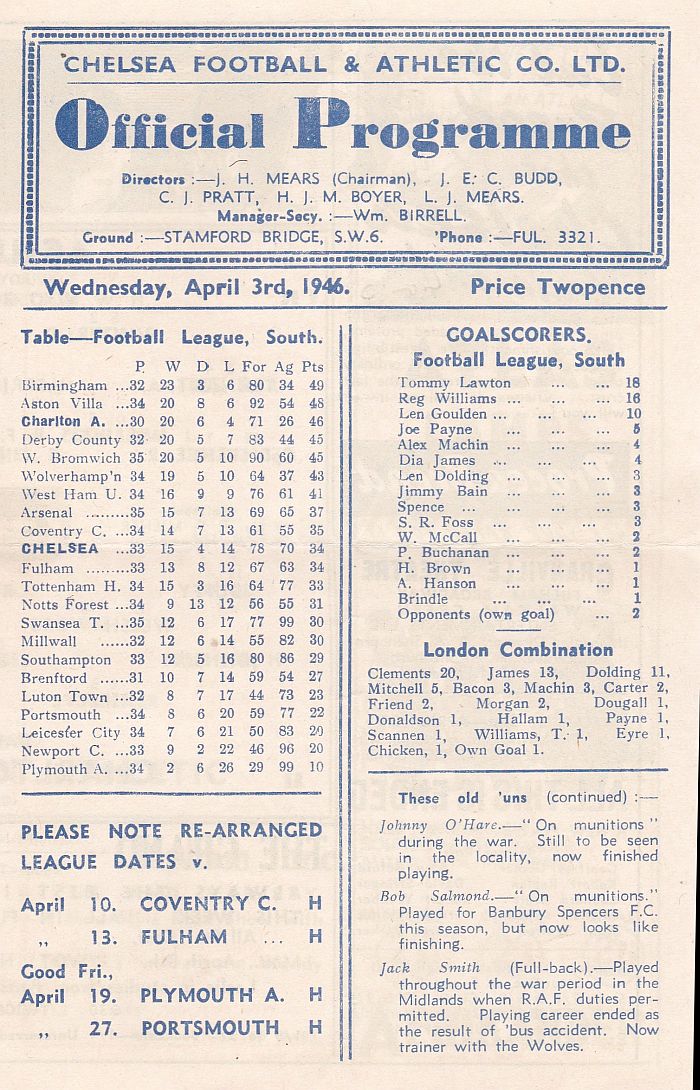 CHELSEA FOOTBALL & ATHLETIC CO. LTD.
Official Programme
Directors :—J. H. MEARS (Chairman), J. E. C. BUDD,
C. J. PRATT, H. J. M. BOYER, L. J. MEARS.
Manager-Secy. :—Wm. BIRRELL.
Ground :—STAMFORD BRIDGE, S.W.6. 'Phone :—FUL. 3321.
Wednesday, April 3rd, 1946. Price Twopence
Table—Football League, South.
P. W D L For Ag Pts
Birmingham ...32 23 3 6 80 34 49
Aston Villa ...34 20 8 6 92 54 48
Charlton A. ...30 20 6 4 71 26 46
Derby County 32 20 5 7 83 44 45
W. Bromwich 35 20 5 10 90 60 45
Wolverhamp'n 34 19 5 10 64 37 43
West Ham U. 34 16 9 9 76 61 41
Arsenal ........35 15 7 13 69 65 37
Coventry C. ...34 14 7 13 61 55 35
CHELSEA ...33 15 4 14 78 70 34
Fulham .........33 13 8 12 67 63 34
Tottenham H. 34 15 3 16 64 77 33
Notts Forest ...34 9 13 12 56 55 31
Swansea T. ...35 12 6 17 77 99 30
Millwall ......32 12 6 14 55 82 30
Southampton 33 12 5 16 80 86 29
Brenford ......31 10 7 14 59 54 27
Luton Town ...32 8 7 17 44 73 23
Portsmouth ...34 8 6 20 59 77 22
Leicester City 34 7 6 21 50 83 20
Newport C. ...33 9 2 22 46 96 20
Plymouth A. ...34 2 6 26 29 99 10
PLEASE NOTE RE-ARRANGED
LEAGUE DATES v.
April 10. COVENTRY C. H
,, 13. FULHAM ... H
Good Fri.,
April 19. PLYMOUTH A. H
,, 27. PORTSMOUTH H
GOALSCORERS.
Football League, South
Tommy Lawton ... ... 18
Reg Williams ... ... 16
Len Goulden ... ... ... 10
Joe Payne ... ... 5
Alex Machin ... ... 4
Dia James ... ... 4
Len Dolding ... ... 3
Jimmy Bain ... ... 3
Spence ... ... ... 3
S. R. Foss ... ... 3
W. McCall ... ... 2
P. Buchanan ... ... 2
H. Brown ... ... 1
A. Hanson ... ... 1
Brindle ... ... ... 1
Opponents (own goal) ... 2
London Combination
Clements 20, James 13, Dolding 11,
Mitchell 5, Bacon 3, Machin 3, Carter 2,
Friend 2, Morgan 2, Dougall 1,
Donaldson 1, Hallam 1, Payne 1,
Scannen 1, Williams, T. 1, Eyre 1,
Chicken, 1, Own Goal 1.
These old 'uns (continued) :—
Johnny O'Hare.—“On munitions”
during the war. Still to be seen
in the locality, now finished
playing.
Bob Salmond.—“On munitions.”
Played for Banbury Spencers F.C.
this season, but now looks like
finishing.
Jack Smith (Full-back).—Played
throughout the war period in the
Midlands when R.A.F. duties per-
mitted. Playing career ended as
the result of 'bus accident. Now
trainer with the Wolves.